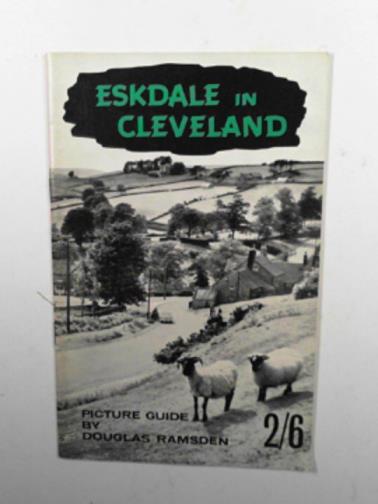 ESKDALE IN
CLEVELAND
PICTURE GUIDE
BY
DOUGLAS RAMSDEN
2/6